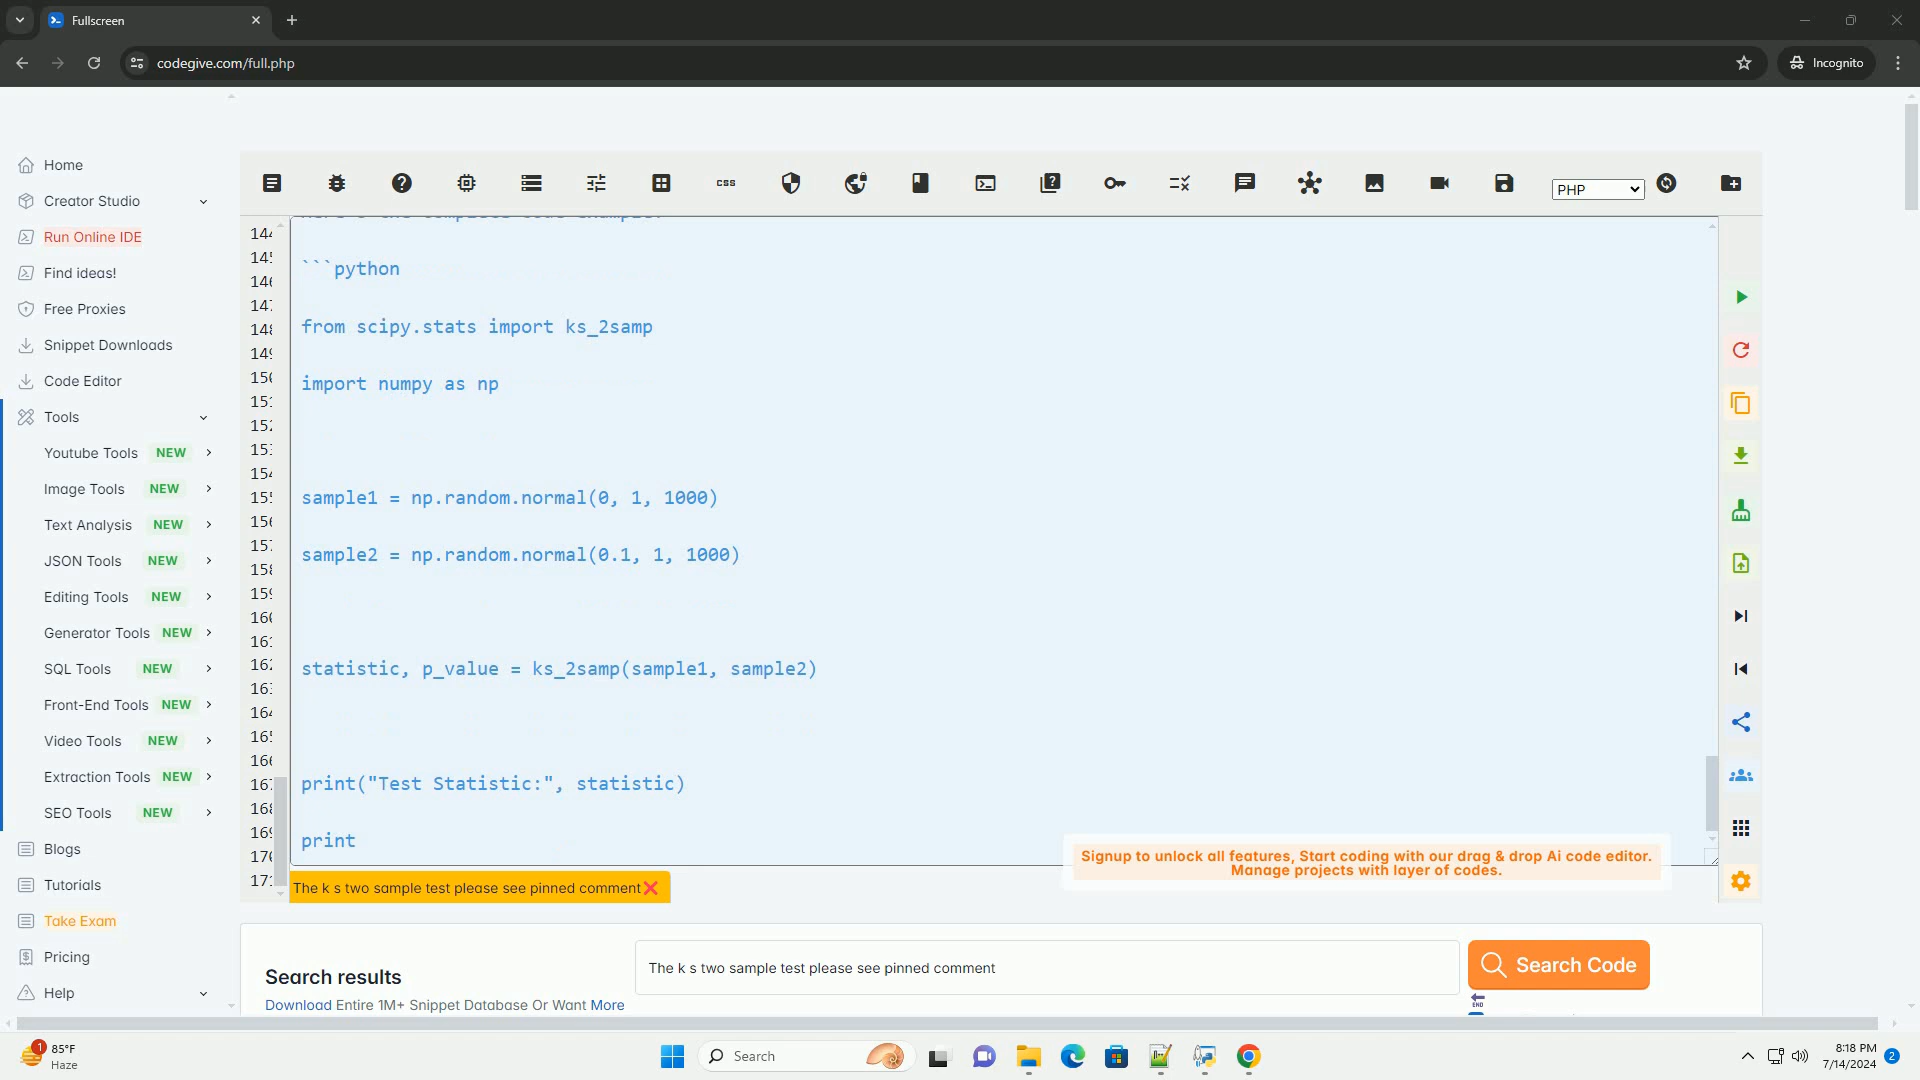 Fullscreen
codegive.com/full.php
Incognito
Home
Creator Studio
Run Online IDE
Find ideas!
Free Proxies
Snippet Downloads
Code Editor
Tools
Youtube Tools NEW
Image Tools NEW
Text Analysis NEW
JSON Tools NEW
Editing Tools NEW
Generator Tools NEW
SQL Tools NEW
Front-End Tools NEW
Video Tools NEW
Extraction Tools NEW
SEO Tools NEW
Blogs
Tutorials
Take Exam
Pricing
Help
css
PHP
```python
from scipy.stats import ks_2samp
import numpy as np
sample1 = np.random.normal(0, 1, 1000)
sample2 = np.random.normal(0.1, 1, 1000)
statistic, p_value = ks_2samp(sample1, sample2)
print("Test Statistic:", statistic)
print
Signup to unlock all features, Start coding with our drag & drop Ai code editor.
Manage projects with layer of codes.
The k s two sample test please see pinned comment
Search results
Download Entire 1M+ Snippet Database Or Want More
The k s two sample test please see pinned comment
Search Code
END
1
85°F
Haze
Search
8:18 PM
7/14/2024
2